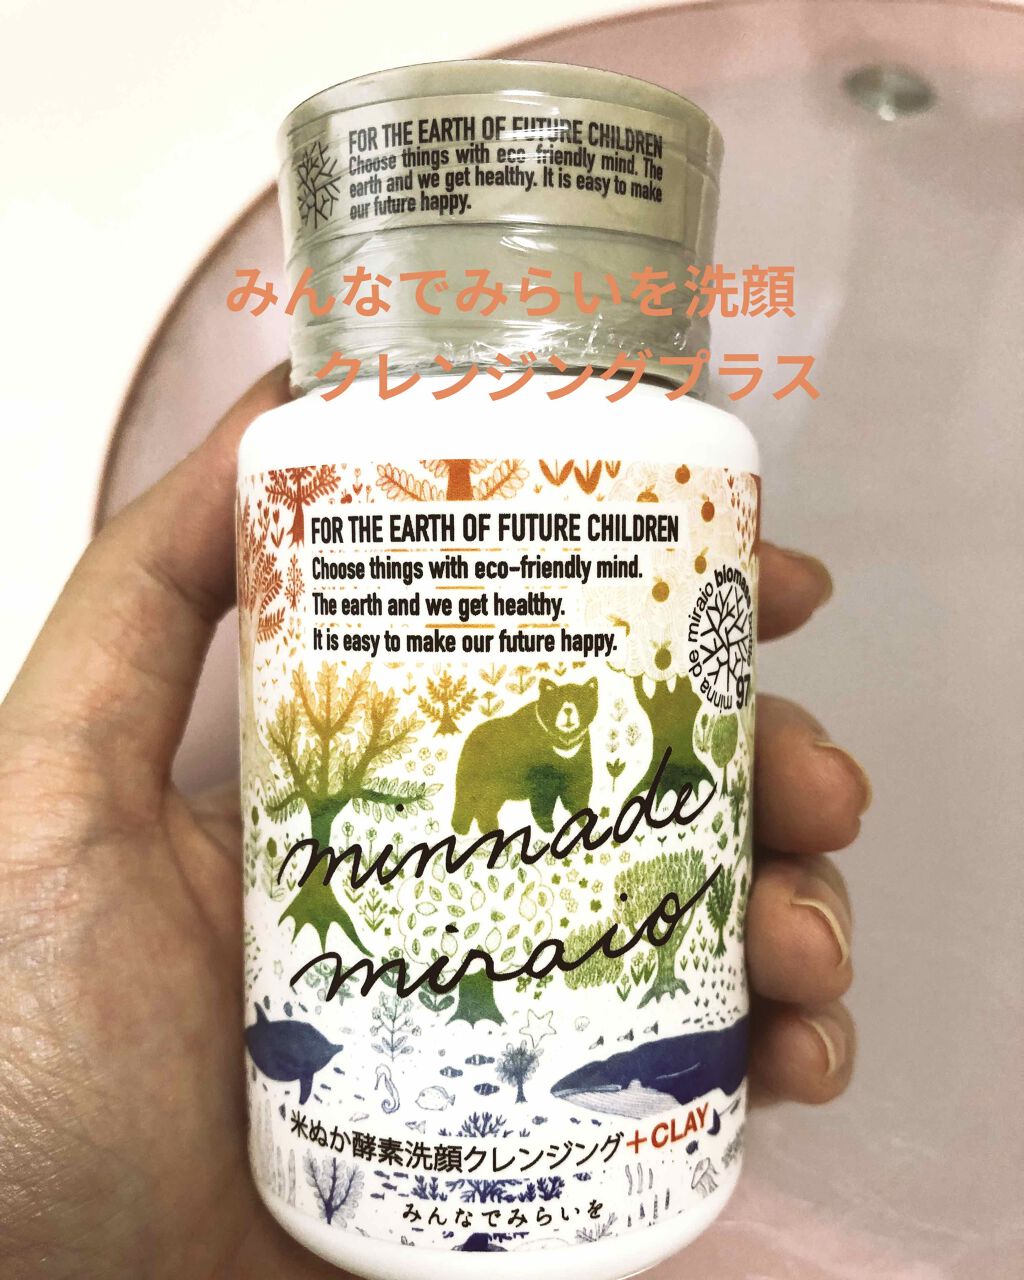 FOR THE EARTH OF FUTURE CHILDREN
Choose things with eco-friendly mind. The
earth and we get healthy. It is easy to make
our future happy.
みんなでみらいを洗顔
クレンジングプラス
FOR THE EARTH OF FUTURE CHILDREN
Choose things with eco-friendly mind.
The earth and we get healthy.
It is easy to make our future happy.
minna de miraio biomass
97
minnade
miraio
米ぬか酵素洗顔クレンジング+CLAY
みんなでみらいを